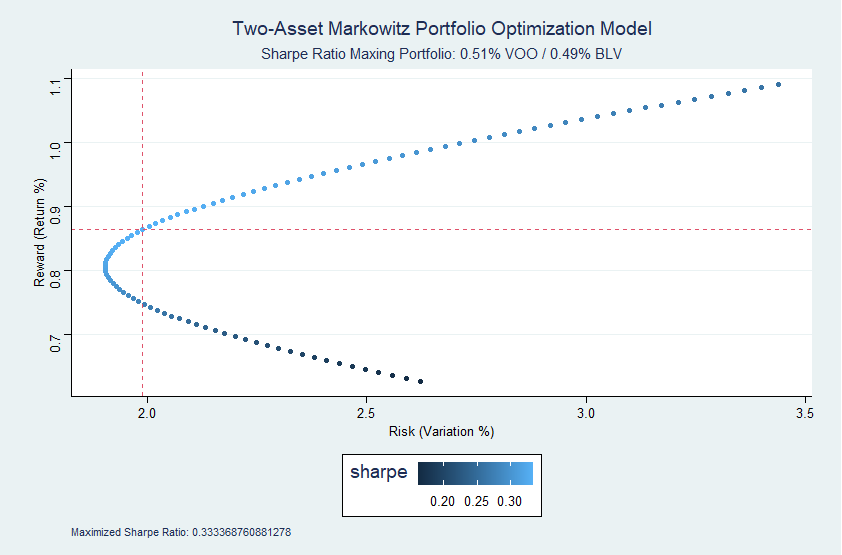 Two-Asset Markowitz Portfolio Optimization Model
Sharpe Ratio Maxing Portfolio: 0.51% VOO / 0.49% BLV
Reward (Return %)
1.1
1.0
0.9
0.8
0.7
2.0
2.5
3.0
3.5
Risk (Variation %)
sharpe
0.20 0.25 0.30
Maximized Sharpe Ratio: 0.333368760881278